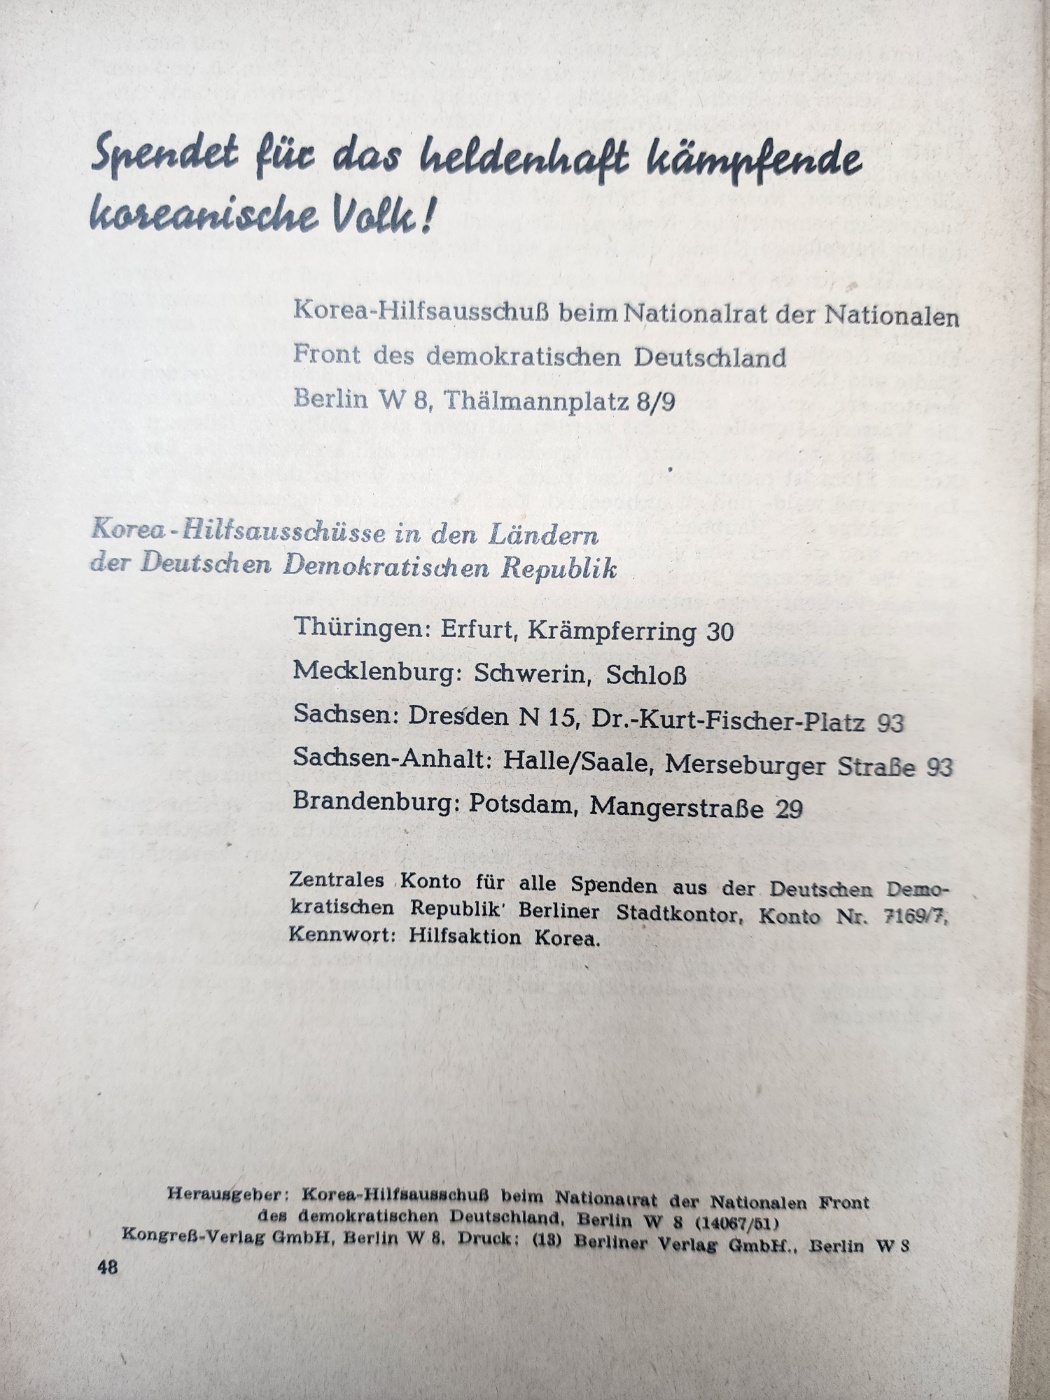 Spendet für das heldenhaft kämpfende
koreanische Volk!
Korea-Hilfsausschuß beim Nationalrat der Nationalen
Front des demokratischen Deutschland
Berlin W 8, Thälmannplatz 8/9
Korea-Hilfsausschüsse in den Ländern
der Deutschen Demokratischen Republik
Thüringen: Erfurt, Krämpferring 30
Mecklenburg: Schwerin, Schloß
Sachsen: Dresden N 15, Dr.-Kurt-Fischer-Platz 93
Sachsen-Anhalt: Halle/Saale, Merseburger Straße 93
Brandenburg: Potsdam, Mangerstraße 29
Zentrales Konto für alle Spenden aus der Deutschen Demo-
kratischen Republik' Berliner Stadtkontor, Konto Nr. 7169/7,
Kennwort: Hilfsaktion Korea.
Herausgeber: Korea-Hilfsausschuß beim Nationalrat der Nationalen Front
des demokratischen Deutschland, Berlin W 8 (14067/51)
Kongreß-Verlag GmbH, Berlin W 8. Druck: (13) Berliner Verlag GmbH., Berlin W 8
48